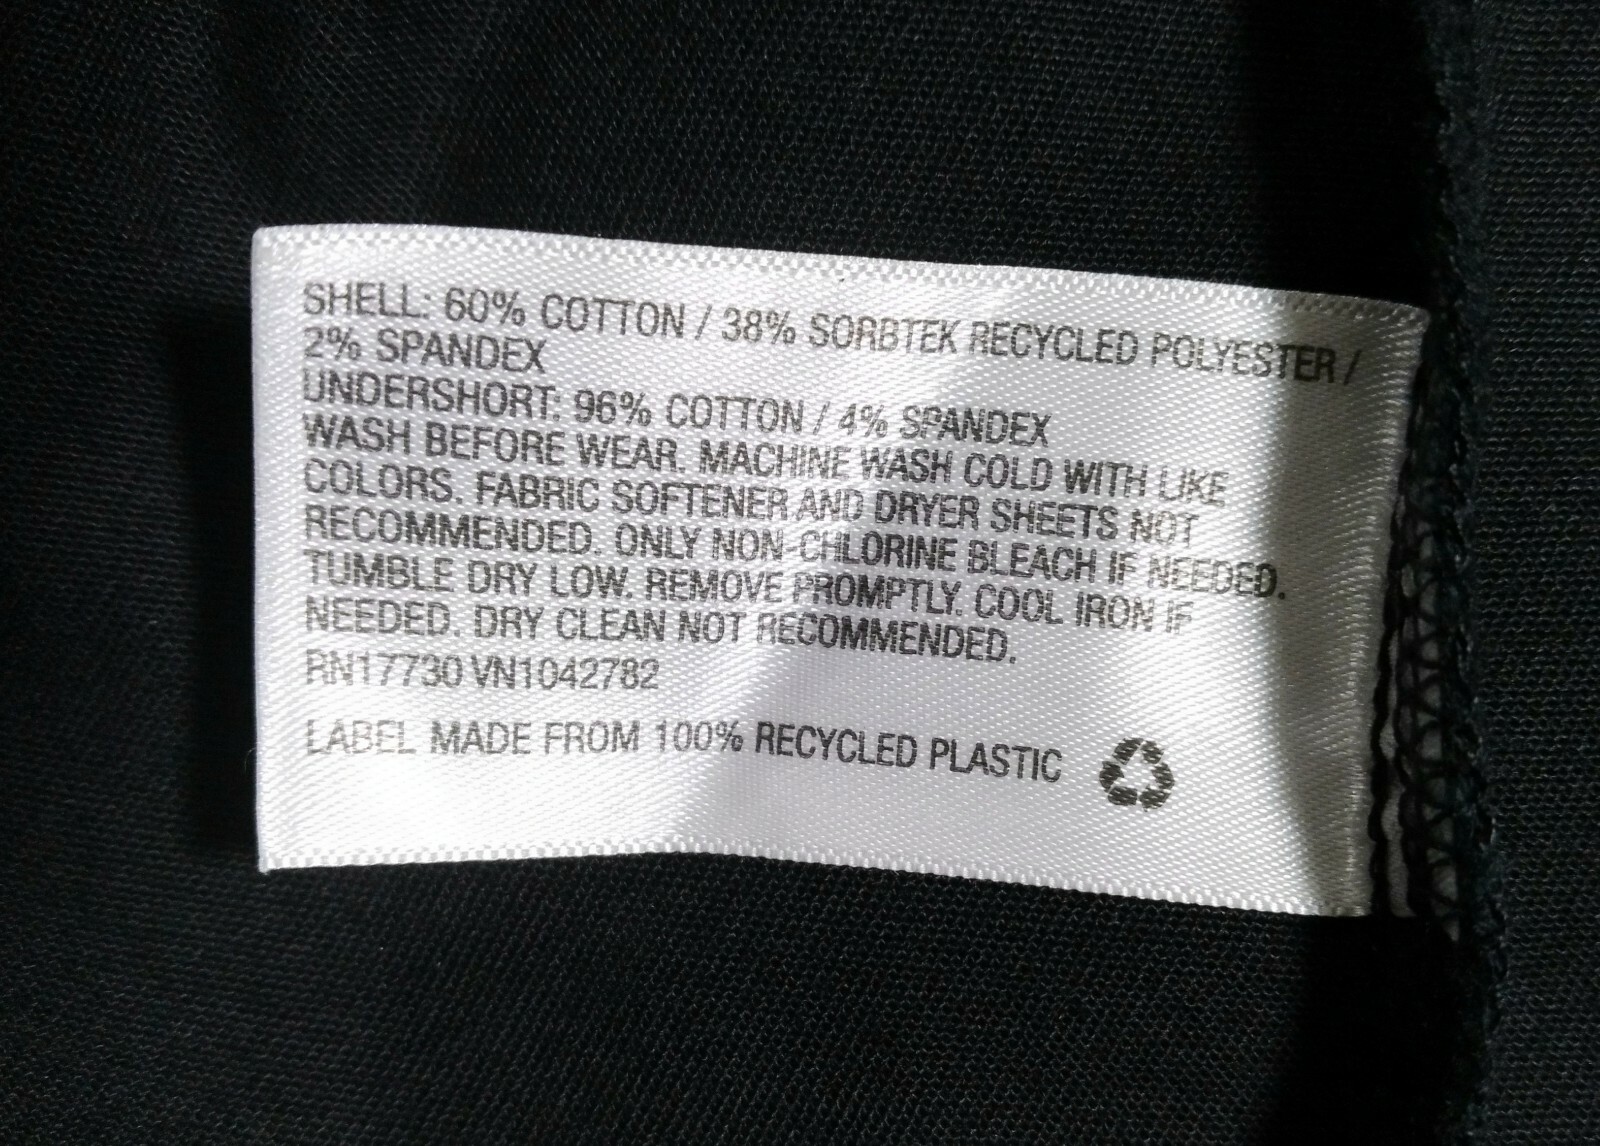 SHELL: 60% COTTON / 38% SORBTEK RECYCLED POLYESTER /
2% SPANDEX
UNDERSHORT: 96% COTTON / 4% SPANDEX
WASH BEFORE WEAR. MACHINE WASH COLD WITH LIKE
COLORS. FABRIC SOFTENER AND DRYER SHEETS NOT
RECOMMENDED. ONLY NON-CHLORINE BLEACH IF NEEDED.
TUMBLE DRY LOW. REMOVE PROMPTLY. COOL IRON IF
NEEDED. DRY CLEAN NOT RECOMMENDED.
RN17730 VN1042782
LABEL MADE FROM 100% RECYCLED PLASTIC